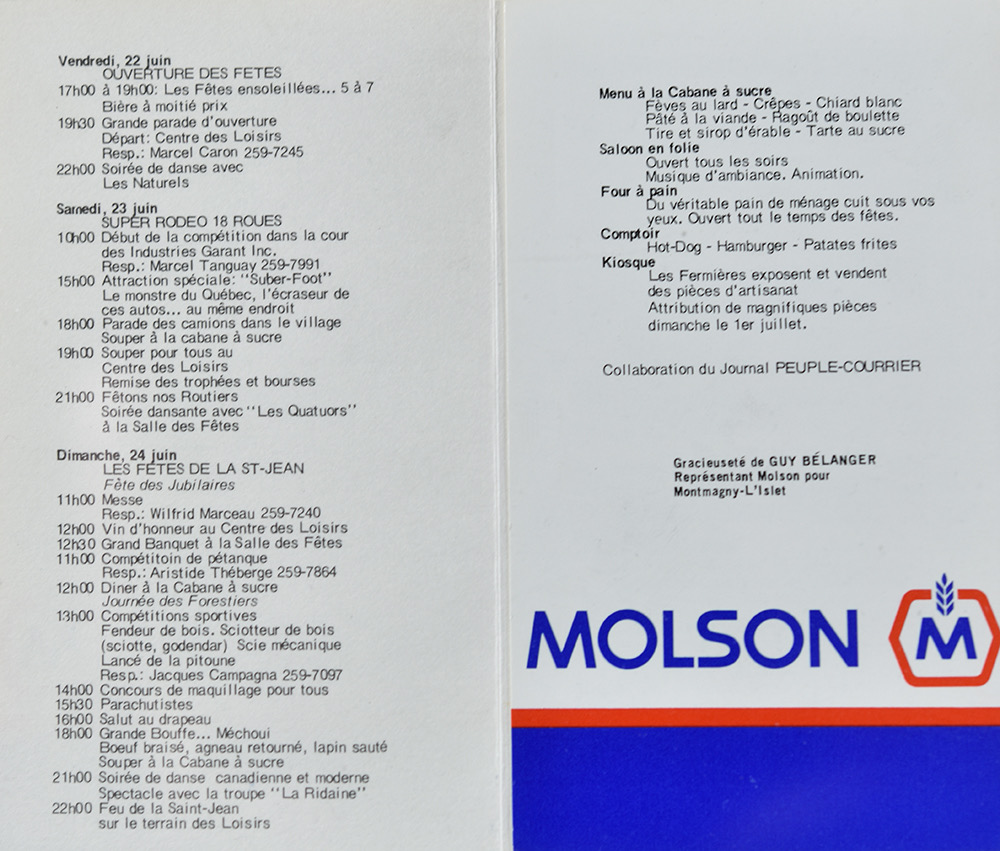 Vendredi, 22 juin
OUVERTURE DES FETES
17h00 à 19h00: Les Fêtes ensoleillées... 5 à 7
Bière à moitié prix
19h30 Grande parade d'ouverture
Départ: Centre des Loisirs
Resp.: Marcel Caron 259-7245
22h00 Soirée de danse avec
Les Naturels
Samedi, 23 juin
SUPER RODEO 18 ROUES
10h00 Début de la compétition dans la cour
des Industries Garant Inc.
Resp.: Marcel Tanguay 259-7991
15h00 Attraction spéciale: "Suber-Foot"
Le monstre du Québec, l'écraseur de
ces autos... au même endroit
18h00 Parade des camions dans le village
Souper à la cabane à sucre
19h00 Souper pour tous au
Centre des Loisirs
Remise des trophées et bourses
21h00 Fêtons nos Routiers
Soirée dansante avec "Les Quatuors"
à la Salle des Fêtes
Dimanche, 24 juin
LES FETES DE LA ST-JEAN
Fête des Jubilaires
11h00 Messe
Resp.: Wilfrid Marceau 259-7240
12h00 Vin d'honneur au Centre des Loisirs
12h30 Grand Banquet à la Salle des Fêtes
11h00 Compétitoin de pétanque
Resp.: Aristide Théberge 259-7864
12h00 Diner à la Cabane à sucre
Journée des Forestiers
13h00 Compétitions sportives
Fendeur de bois. Sciotteur de bois
(sciotte, godendar) Scie mécanique
Lancé de la pitoune
Resp.: Jacques Campagna 259-7097
14h00 Concours de maquillage pour tous
15h30 Parachutistes
16h00 Salut au drapeau
18h00 Grande Bouffe... Méchoui
Boeuf braisé, agneau retourné, lapin sauté
Souper à la Cabane à sucre
21h00 Soirée de danse canadienne et moderne
Spectacle avec la troupe "La Ridaine"
22h00 Feu de la Saint-Jean
sur le terrain des Loisirs
Menu à la Cabane à sucre
Fèves au lard - Crêpes - Chiard blanc
Pâté à la viande - Ragoût de boulette
Tire et sirop d'érable - Tarte au sucre
Saloon en folie
Ouvert tous les soirs
Musique d'ambiance. Animation.
Four à pain
Du véritable pain de ménage cuit sous vos
yeux. Ouvert tout le temps des fêtes.
Comptoir
Hot-Dog - Hamburger - Patates frites
Kiosque
Les Fermières exposent et vendent
des pièces d'artisanat
Attribution de magnifiques pièces
dimanche le 1er juillet.
Collaboration du Journal PEUPLE-COURRIER
Gracieuseté de GUY BÉLANGER
Représentant Molson pour
Montmagny-L'Islet
MOLSON M